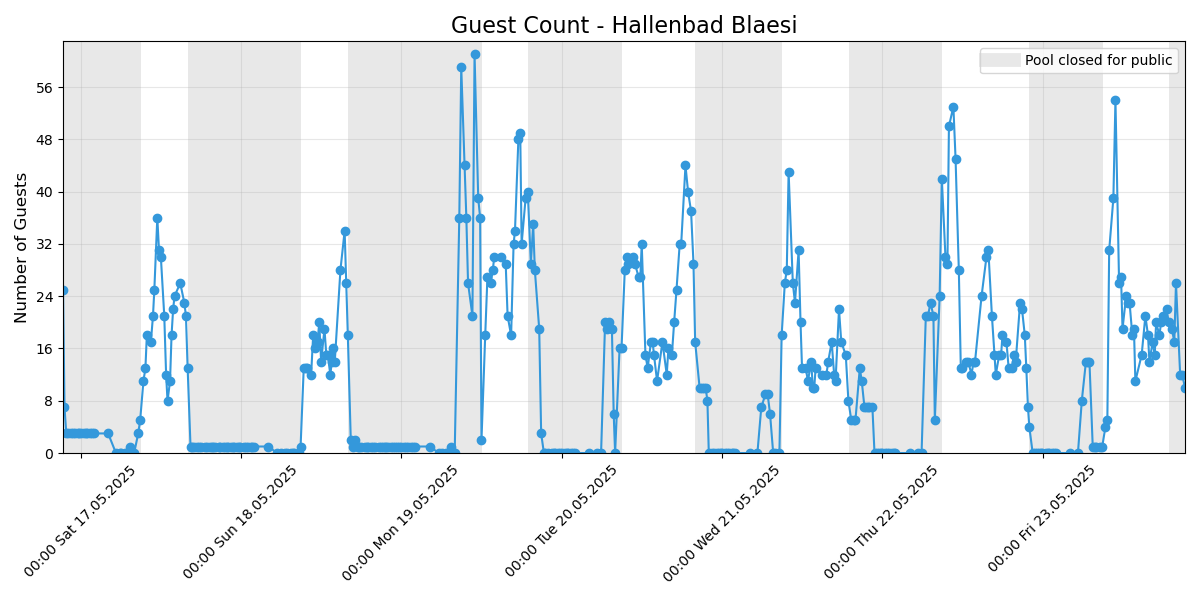 Guest Count - Hallenbad Blaesi
Pool closed for public
Number of Guests
56
48
40
32
24
16
8
0
00:00 Sat 17.05.2025
00:00 Sun 18.05.2025
00:00 Mon 19.05.2025
00:00 Tue 20.05.2025
00:00 Wed 21.05.2025
00:00 Thu 22.05.2025
00:00 Fri 23.05.2025